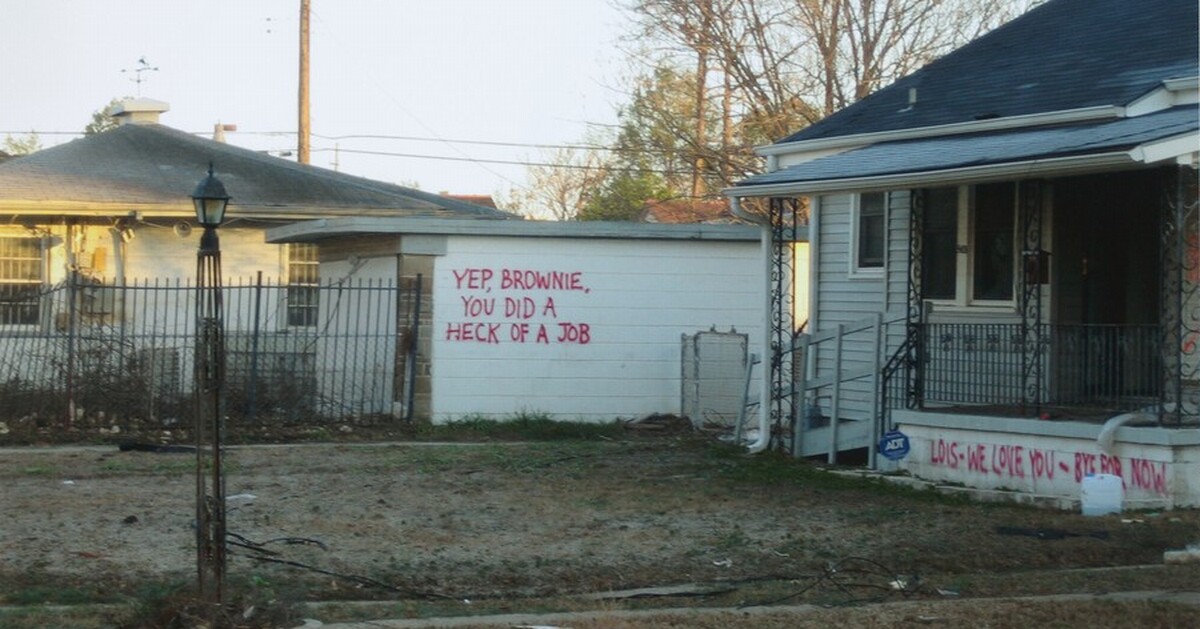 YEP, BROWNIE,
YOU DID A
HECK OF A JOB
ADT
LOIS - WE LOVE YOU - BYE FOR NOW